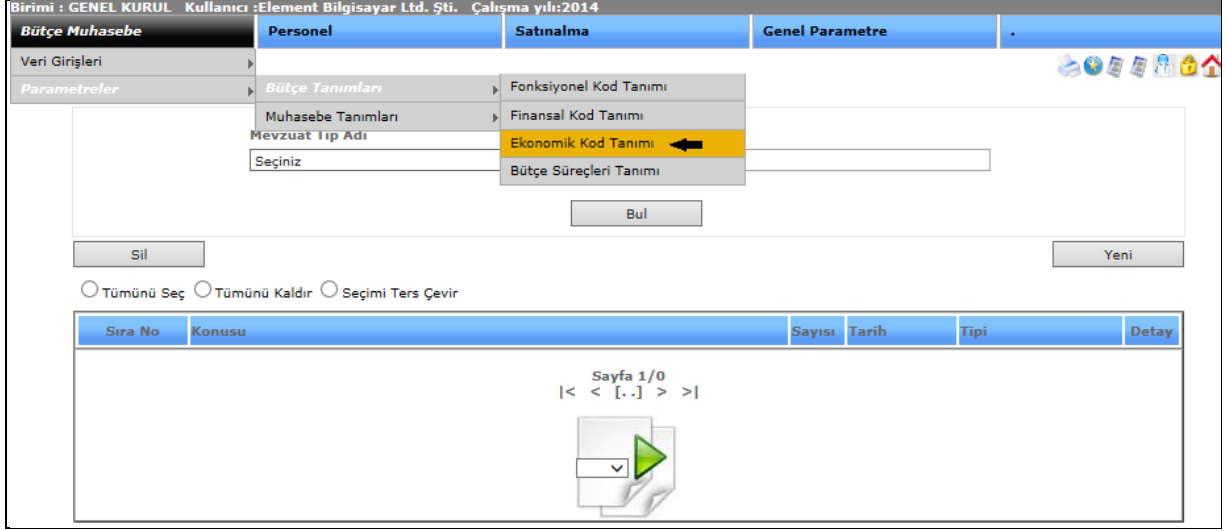 Birimi : GENEL KURUL Kullanıcı :Element Bilgisayar Ltd. Şti. Çalışma yılı:2014
Bütçe Muhasebe Personel Satınalma Genel Parametre .
Veri Girişleri
Parametreler Bütçe Tanımları Fonksiyonel Kod Tanımı
Muhasebe Tanımları Finansal Kod Tanımı
Mevzuat Tip Adı
Ekonomik Kod Tanımı
Seçiniz
Bütçe Süreçleri Tanımı
Bul
Sil Yeni
Tümünü Seç Tümünü Kaldır Seçimi Ters Çevir
Sıra No Konusu Sayısı Tarih Tipi Detay
Sayfa 1/0
|< < [..] > >|